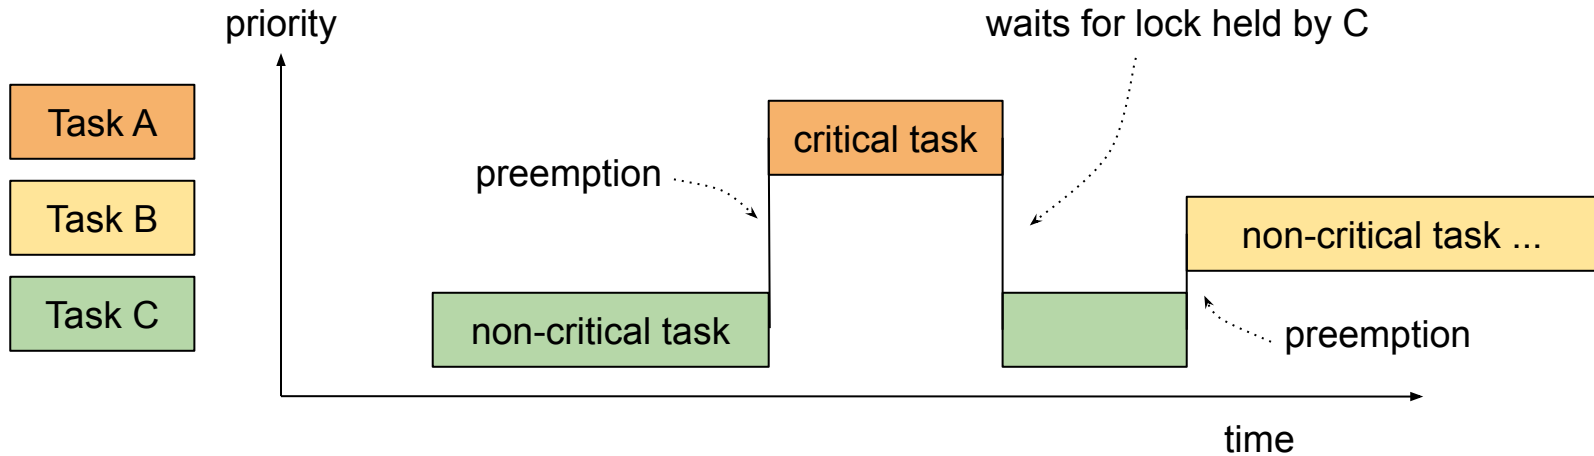 priority
waits for lock held by C
Task A
critical task
preemption
Task B
non-critical task ...
Task C
non-critical task
preemption
time